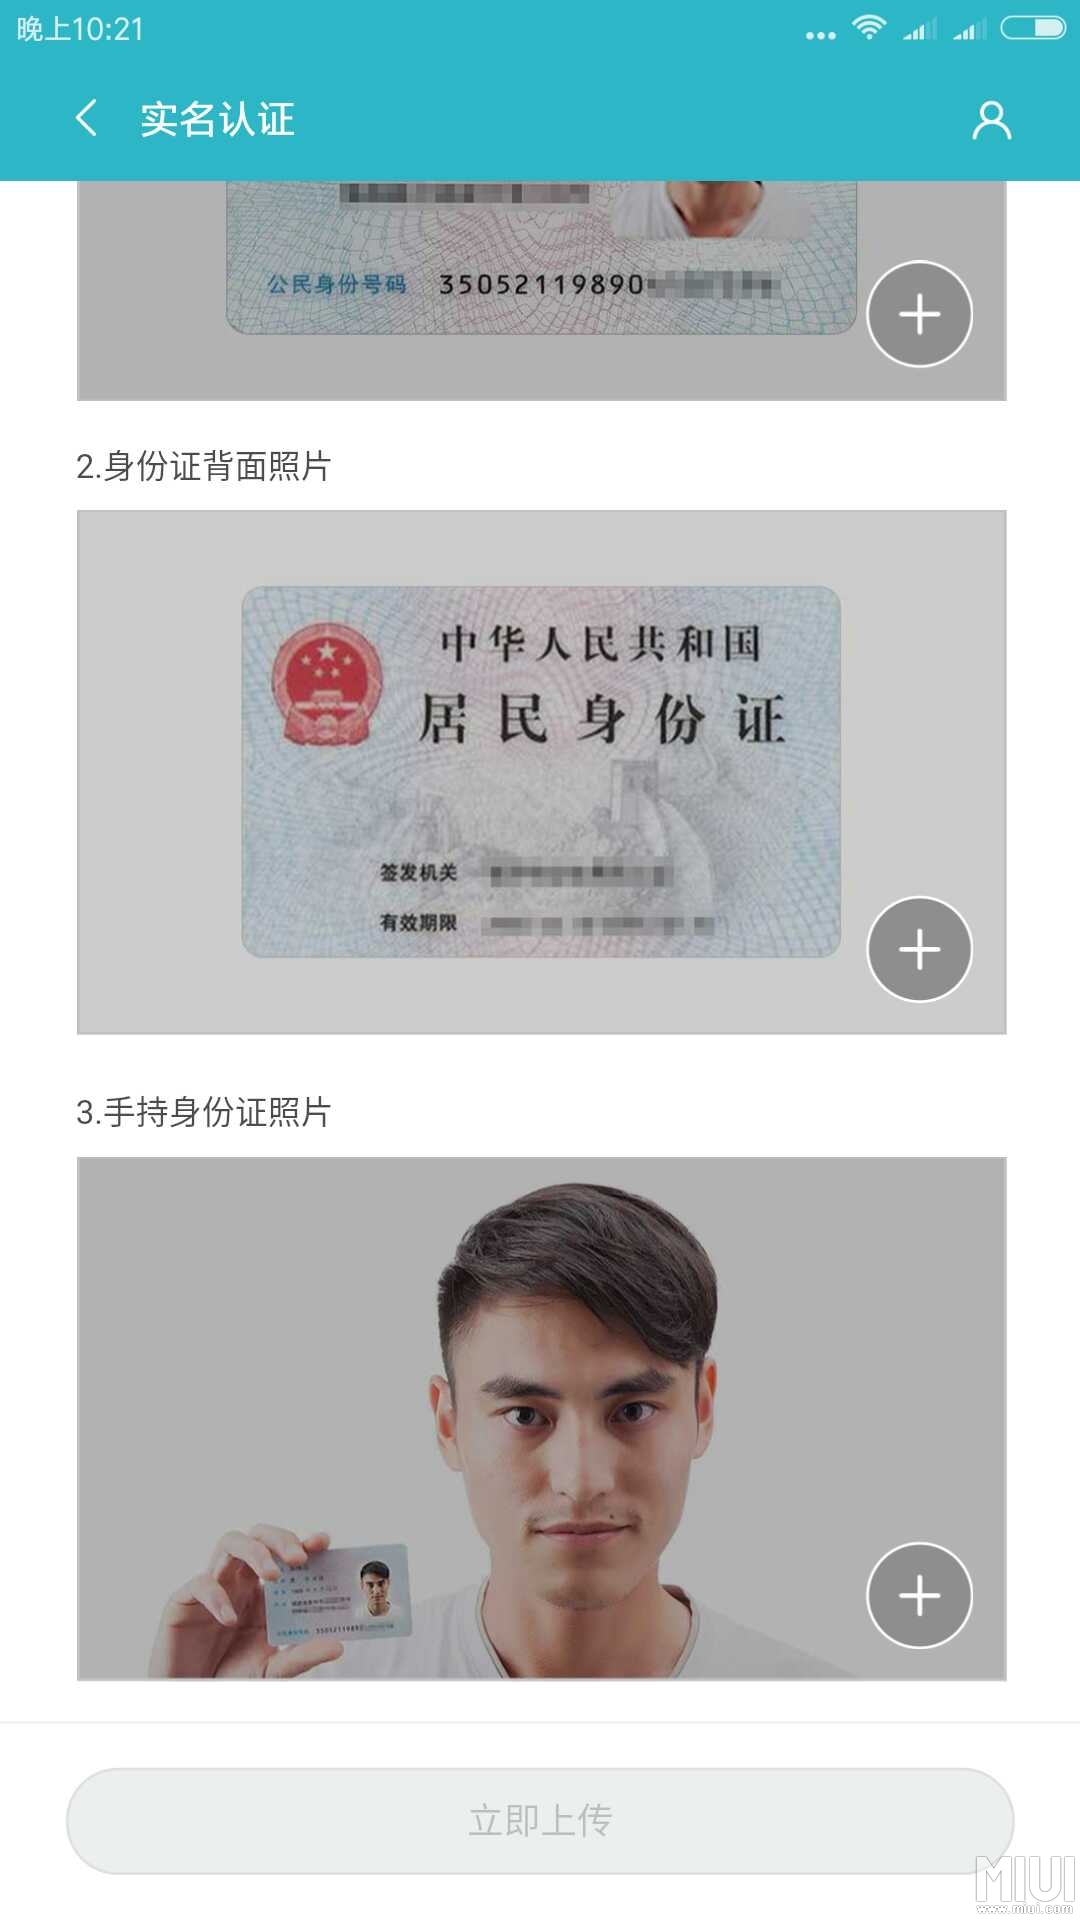 晚上10:21
实名认证
公民身份号码 35052119890
2.身份证背面照片
中华人民共和国
居民身份证
签发机关
有效期限
3.手持身份证照片
立即上传
MIUI
www.miui.com